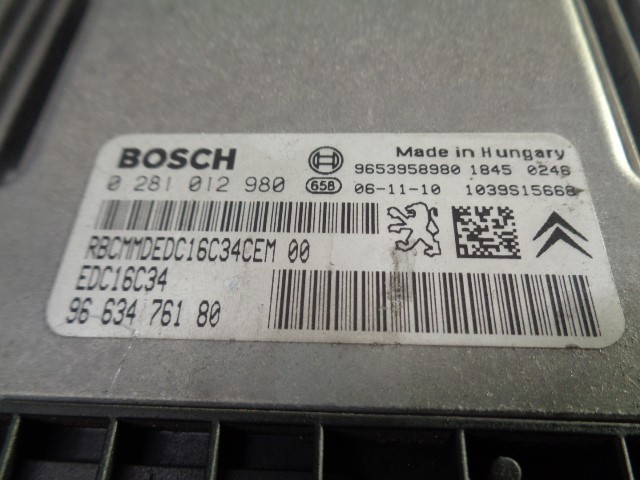 BOSCH
Made in Hungary
9653958980 1845 0248
0 281 012 980
658
06-11-10 1039S15668
RBCMMDEDC16C34CEM 00
EDC16C34
96 634 761 80